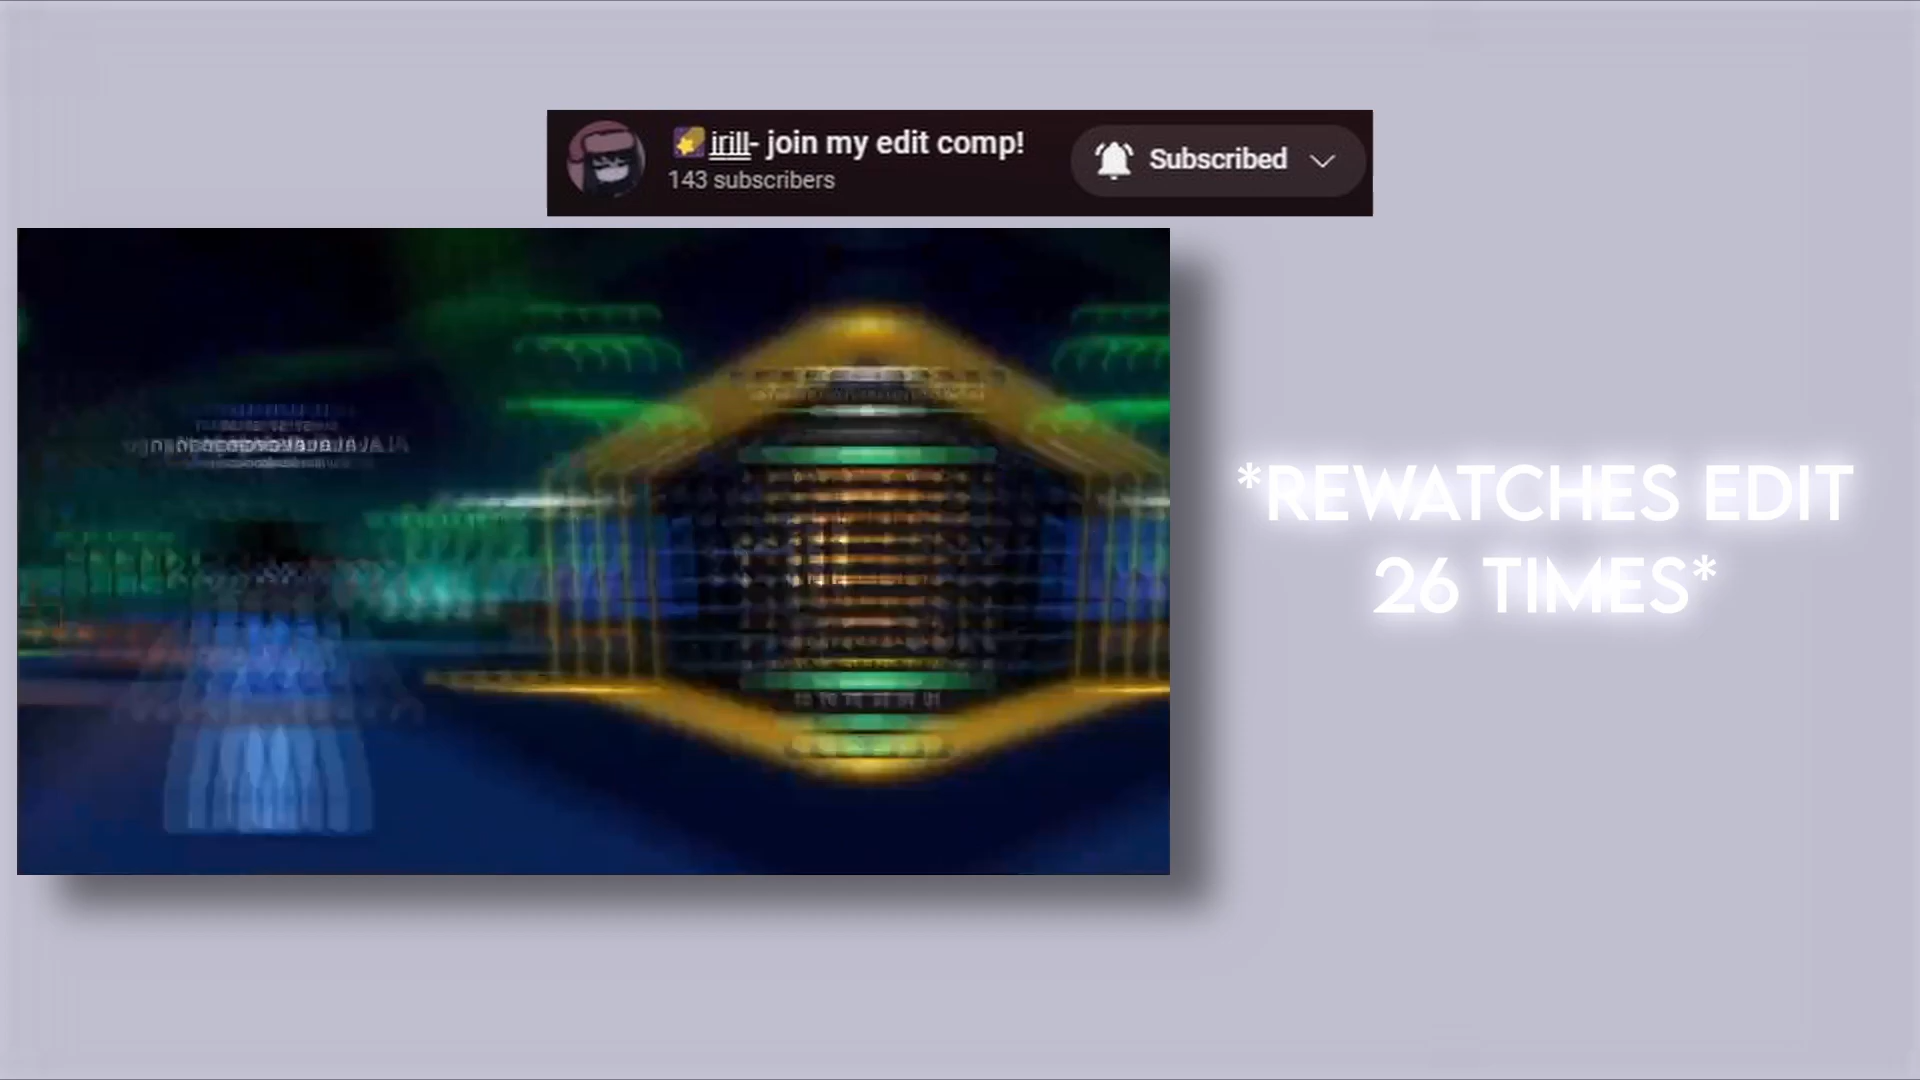 irill- join my edit comp!
143 subscribers
Subscribed
*REWATCHES EDIT
26 TIMES*